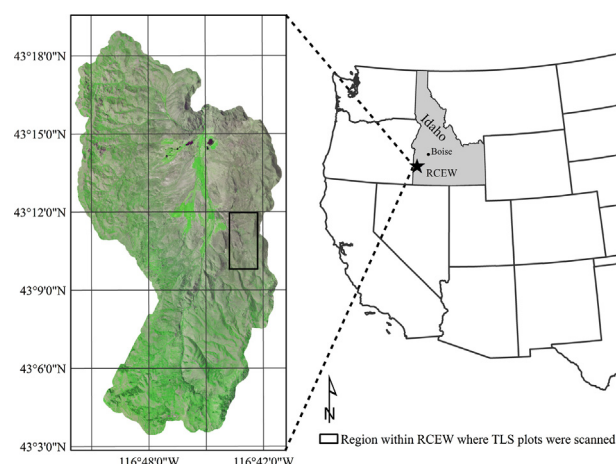 43°18'0"N
43°15'0"N
43°12'0"N
43°9'0"N
43°6'0"N
43°3'0"N
116°48'0"W
116°42'0"W
Idaho
Boise
RCEW
N
Region within RCEW where TLS plots were scanned